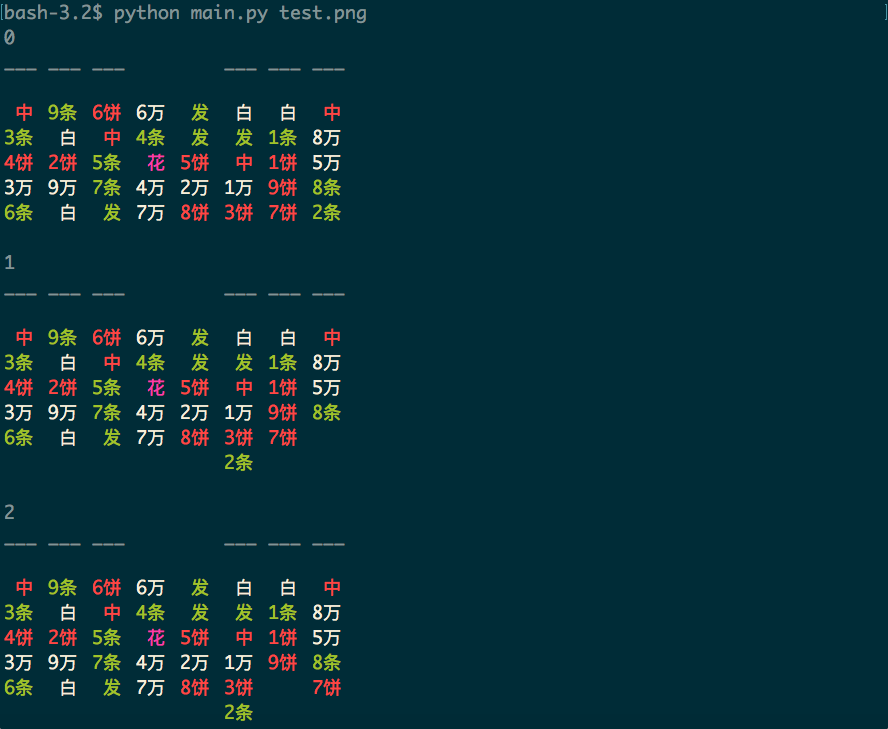 [bash-3.2$ python main.py test.png ]
0
--- --- ---         --- --- ---
 中 9条 6饼 6万  发  白  白  中
3条  白  中 4条  发  发 1条 8万
4饼 2饼 5条  花 5饼  中 1饼 5万
3万 9万 7条 4万 2万 1万 9饼 8条
6条  白  发 7万 8饼 3饼 7饼 2条
1
--- --- ---         --- --- ---
 中 9条 6饼 6万  发  白  白  中
3条  白  中 4条  发  发 1条 8万
4饼 2饼 5条  花 5饼  中 1饼 5万
3万 9万 7条 4万 2万 1万 9饼 8条
6条  白  发 7万 8饼 3饼 7饼
                    2条
2
--- --- ---         --- --- ---
 中 9条 6饼 6万  发  白  白  中
3条  白  中 4条  发  发 1条 8万
4饼 2饼 5条  花 5饼  中 1饼 5万
3万 9万 7条 4万 2万 1万 9饼 8条
6条  白  发 7万 8饼 3饼     7饼
                    2条